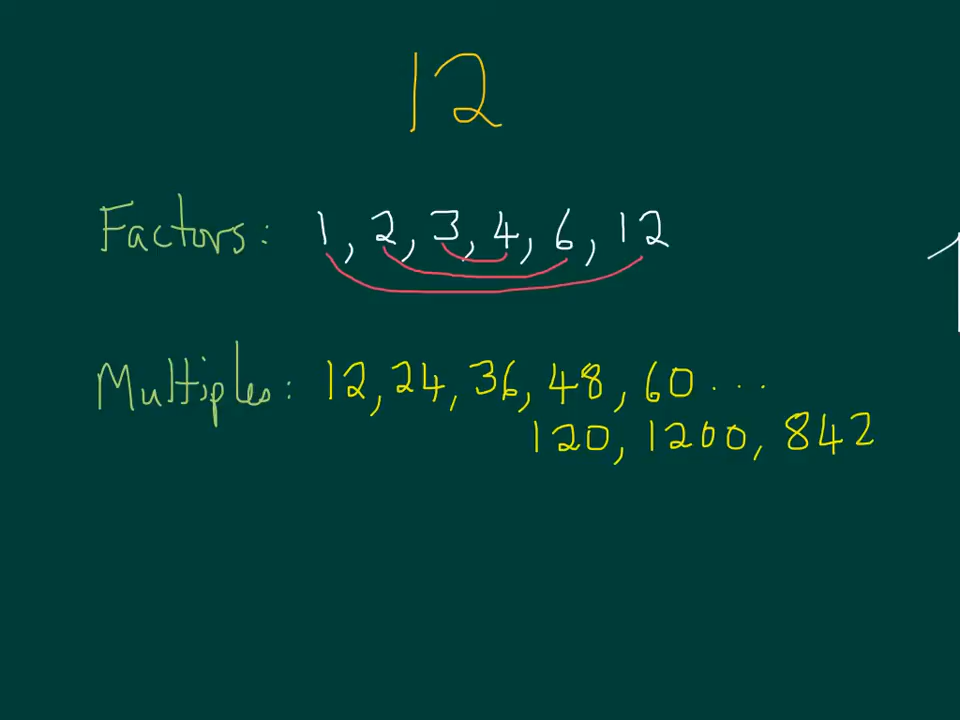 12
Factors: 1, 2, 3, 4, 6, 12
Multiples: 12, 24, 36, 48, 60 ...
120, 1200, 842